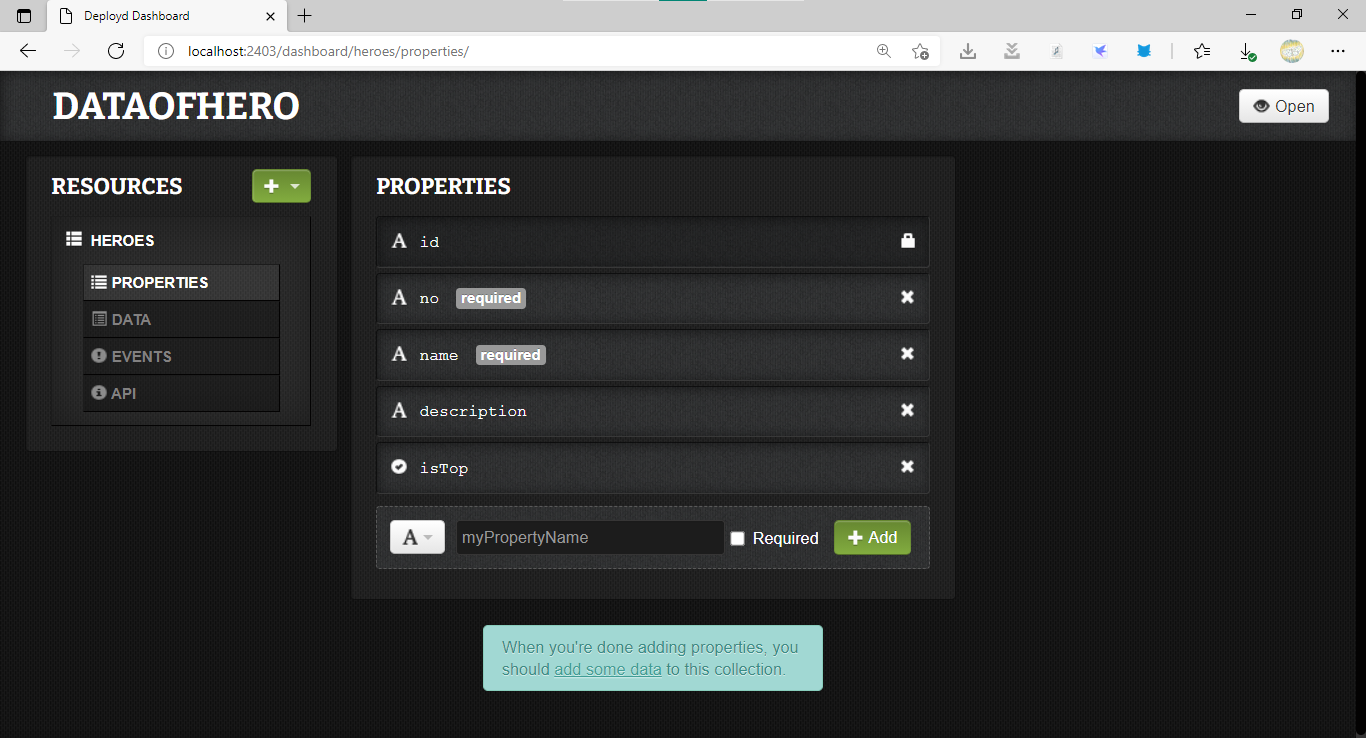 Deployd Dashboard
localhost:2403/dashboard/heroes/properties/
DATAOFHERO
Open
RESOURCES
HEROES
PROPERTIES
DATA
EVENTS
API
PROPERTIES
A id
A no required
A name required
A description
isTop
A myPropertyName Required Add
When you're done adding properties, you
should add some data to this collection.